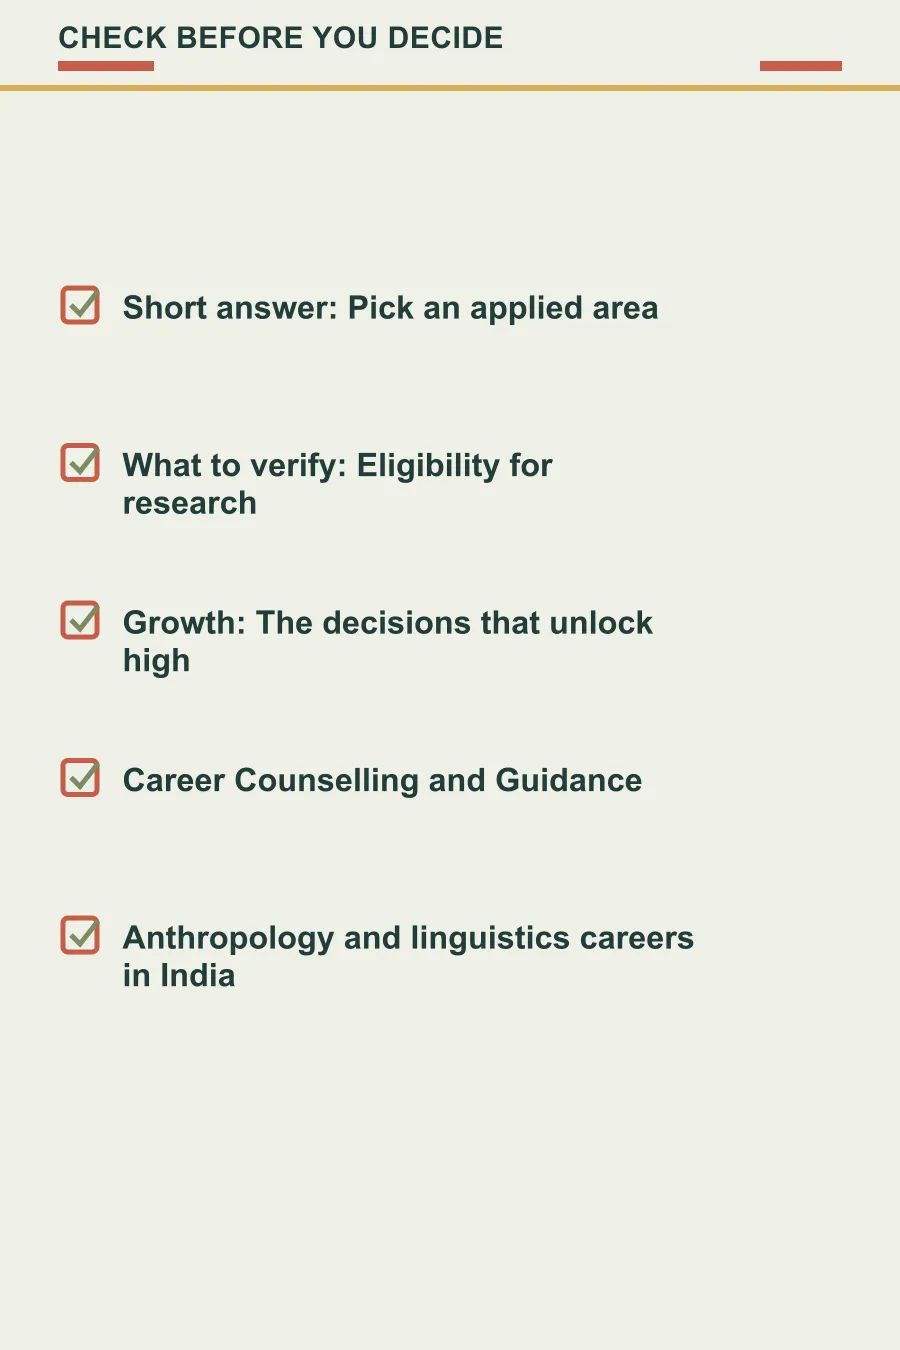 CHECK BEFORE YOU DECIDE
Short answer: Pick an applied area
What to verify: Eligibility for
research
Growth: The decisions that unlock
high
Career Counselling and Guidance
Anthropology and linguistics careers
in India